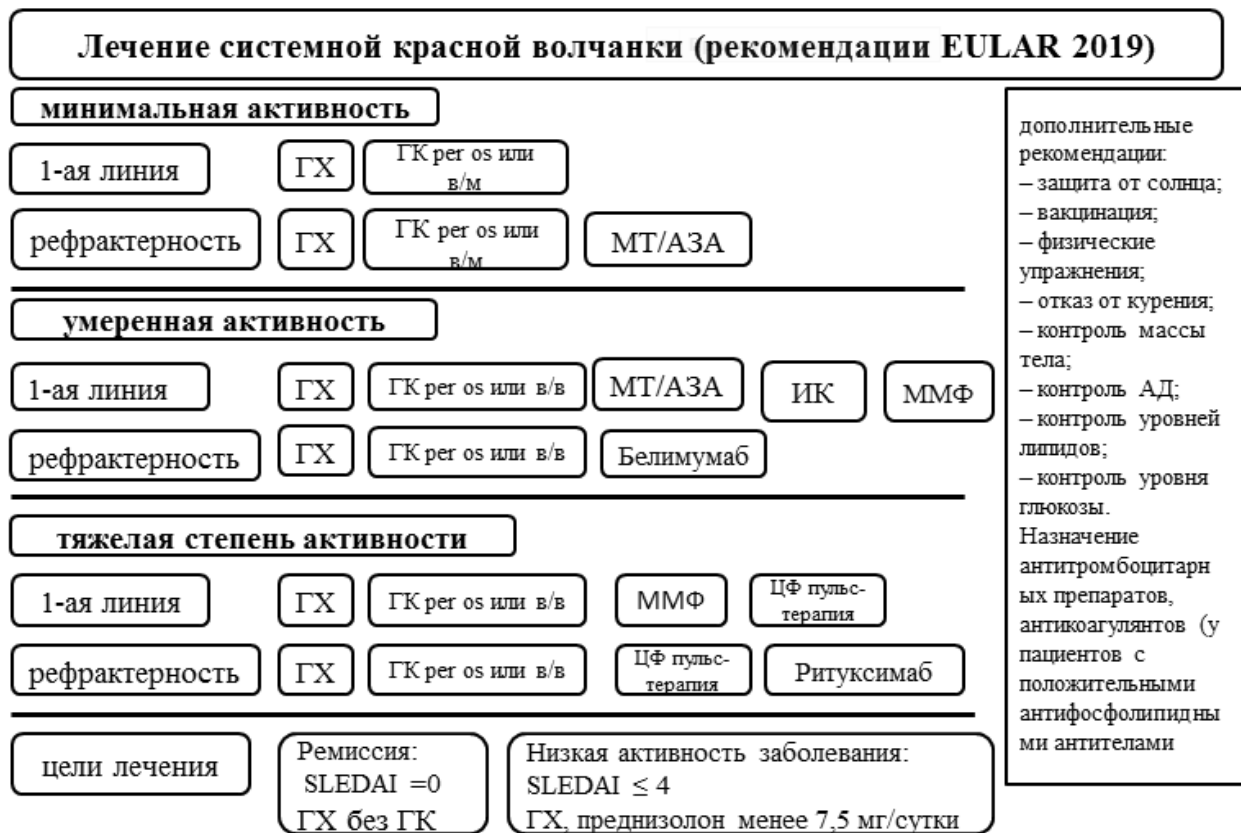 Лечение системной красной волчанки (рекомендации EULAR 2019)
минимальная активность
1-ая линия
ГХ
ГК per os или
в/м
рефрактерность
ГХ
ГК per os или
в/м
МТ/АЗА
умеренная активность
1-ая линия
ГХ
ГК per os или в/в
МТ/АЗА
ИК
ММФ
рефрактерность
ГХ
ГК per os или в/в
Белимумаб
тяжелая степень активности
1-ая линия
ГХ
ГК per os или в/в
ММФ
ЦФ пульс-
терапия
рефрактерность
ГХ
ГК per os или в/в
ЦФ пульс-
терапия
Ритуксимаб
цели лечения
Ремиссия:
SLEDAI =0
ГХ без ГК
Низкая активность заболевания:
SLEDAI ≤ 4
ГХ, преднизолон менее 7,5 мг/сутки
дополнительные
рекомендации:
– защита от солнца;
– вакцинация;
– физические
упражнения;
– отказ от курения;
– контроль массы
тела;
– контроль АД;
– контроль уровней
липидов;
– контроль уровня
глюкозы.
Назначение
антитромбоцитарн
ых препаратов,
антикоагулянтов (у
пациентов с
положительными
антифосфолипидны
ми антителами